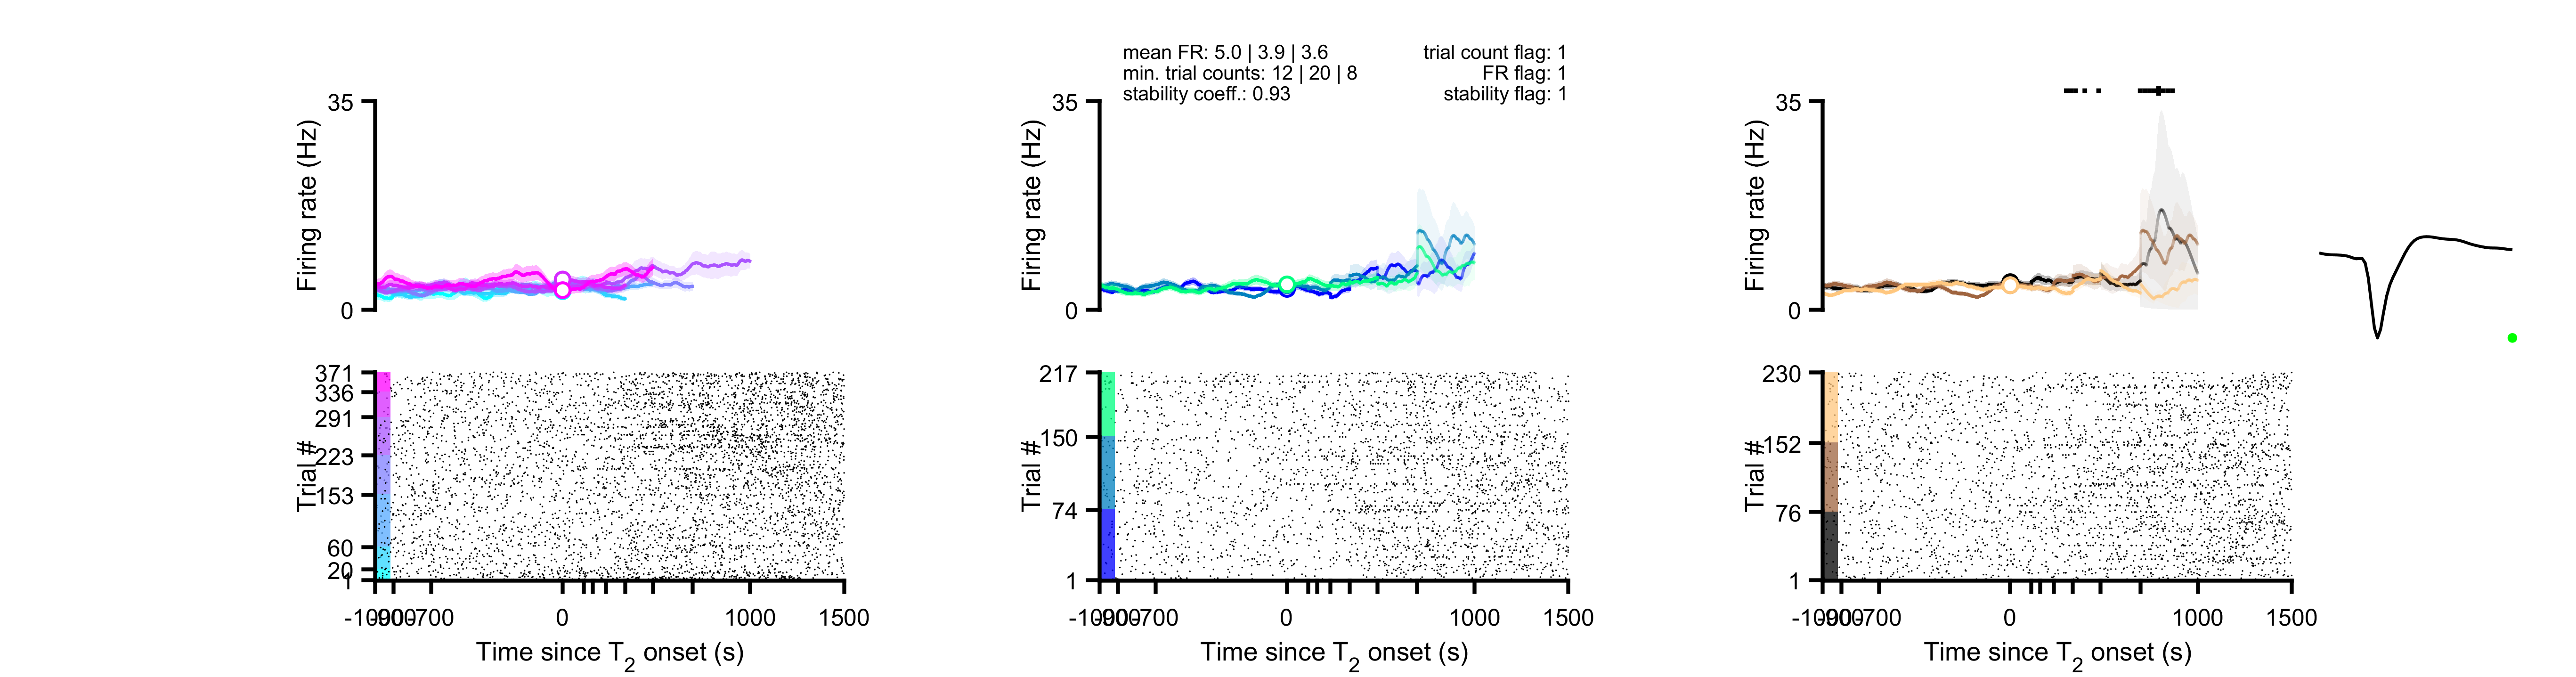 mean FR: 5.0 | 3.9 | 3.6
min. trial counts: 12 | 20 | 8
stability coeff.: 0.93
trial count flag: 1
FR flag: 1
stability flag: 1
35
Firing rate (Hz)
0
35
Firing rate (Hz)
0
35
Firing rate (Hz)
0
371
336
291
223
153
60
20
1
Trial #
0
1000
1500
Time since T2 onset (s)
217
150
74
1
Trial #
0
1000
1500
Time since T2 onset (s)
230
152
76
1
Trial #
0
1000
1500
Time since T2 onset (s)